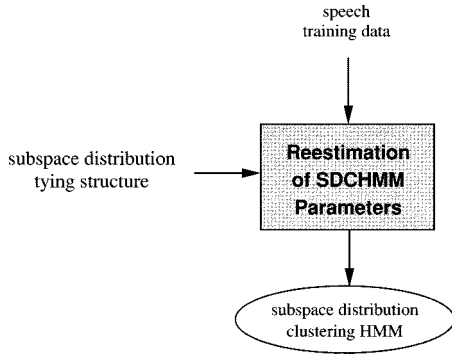 speech
training data
subspace distribution
tying structure
Reestimation
of SDCHMM
Parameters
subspace distribution
clustering HMM